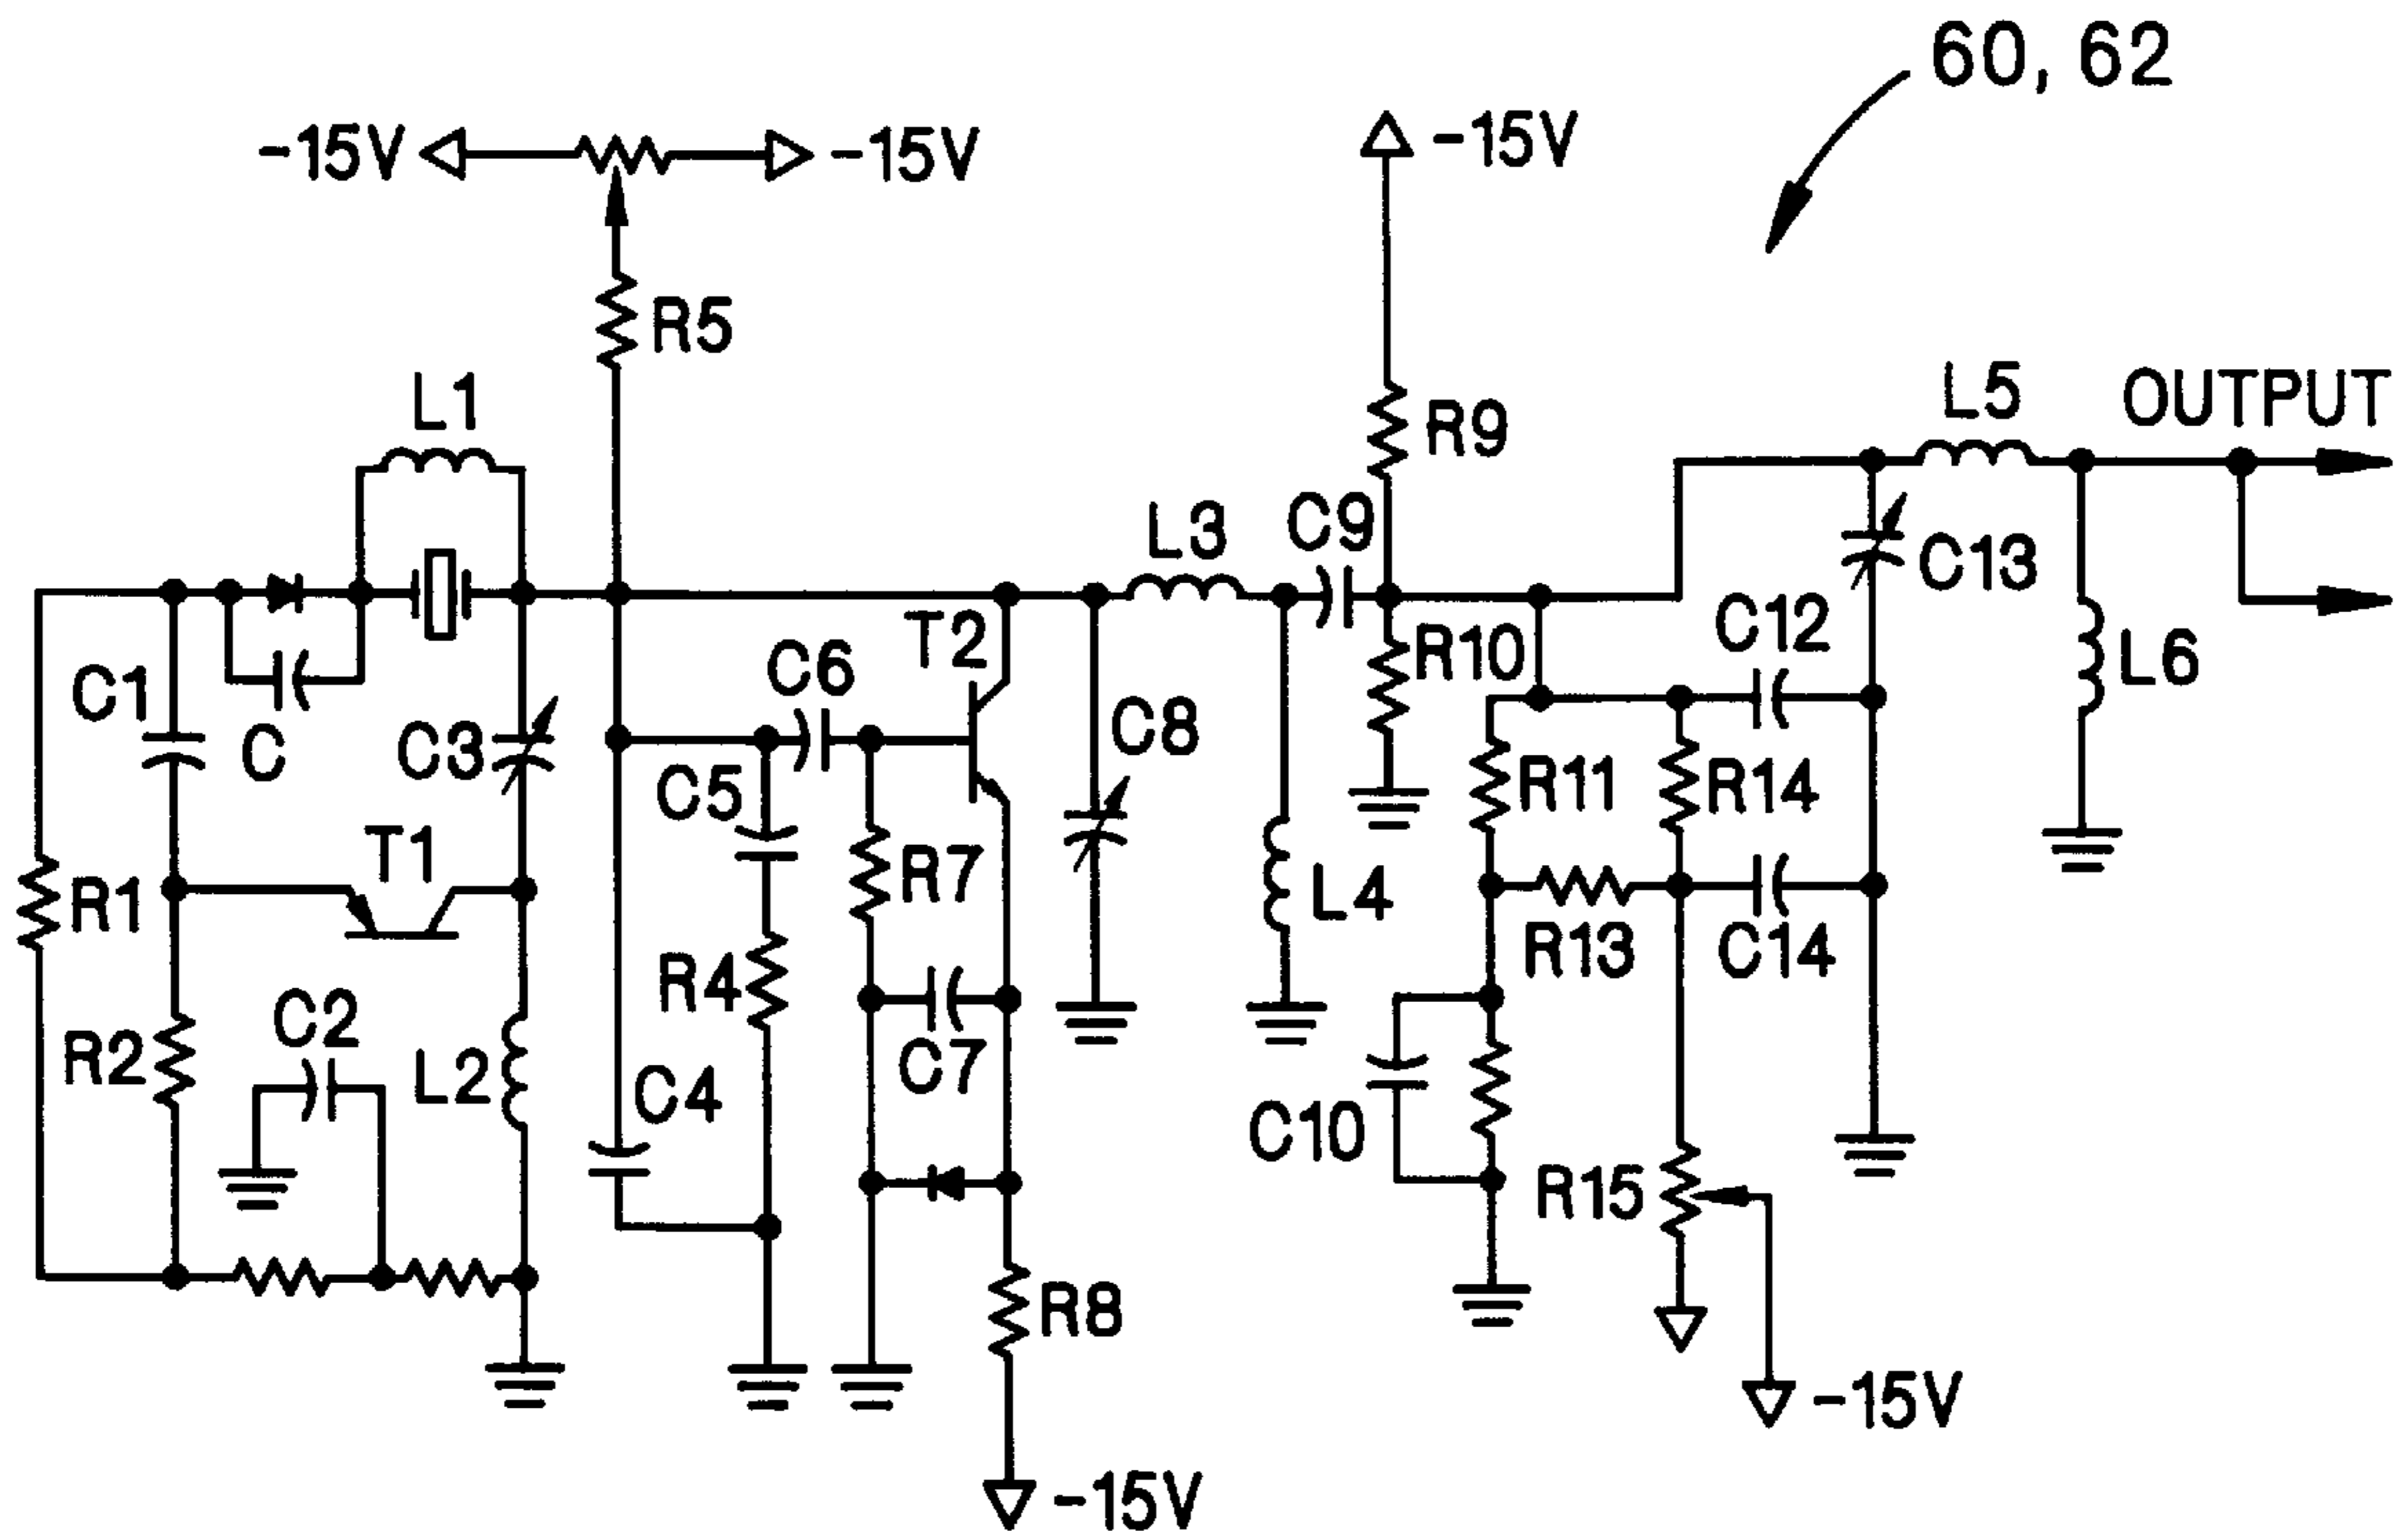 60, 62
-15V
-15V
-15V
R5
R9
L1
L5
OUTPUT
L3
C9
C13
T2
C12
C6
R10
L6
C1
C
C3
C8
C5
R11
R14
T1
R7
R1
L4
R13
C14
R4
C2
R2
L2
C7
C4
C10
R15
R8
-15V
-15V